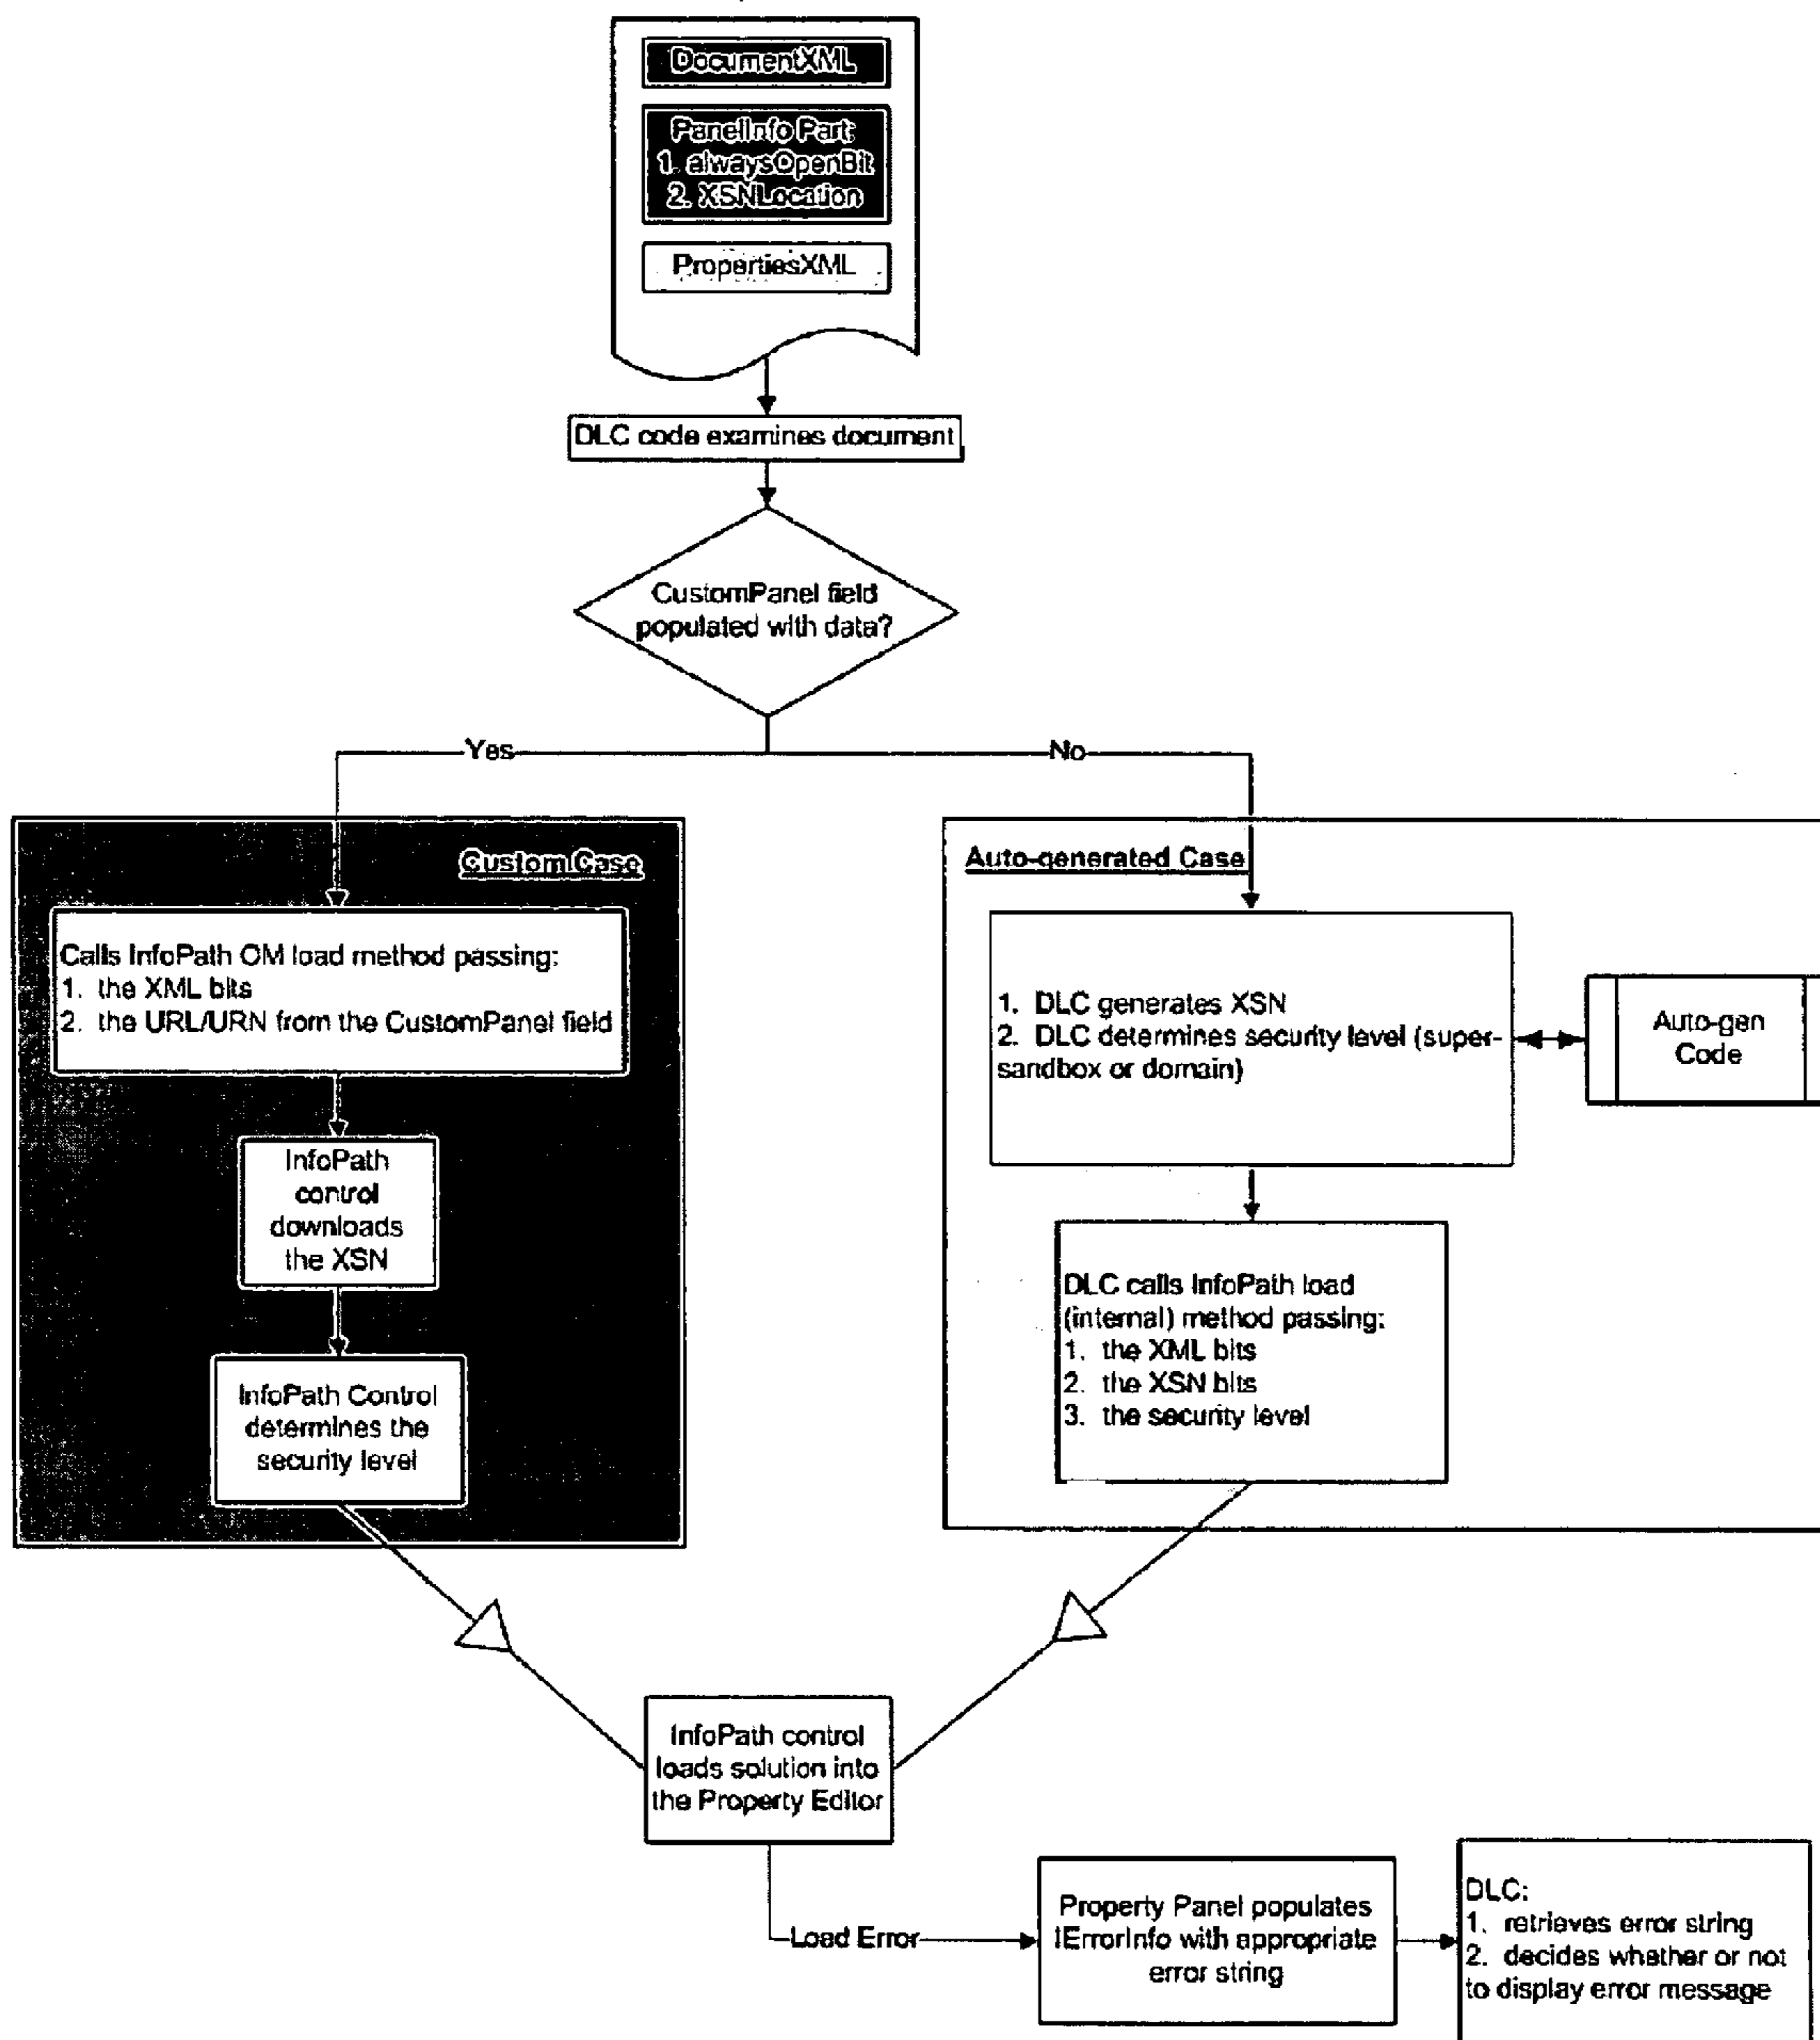 DocumentXML
PanelInfo Part:
1. alwaysOpenBit
2. XSNLocation
PropertiesXML
DLC code examines document
CustomPanel field
populated with data?
Yes
No
Custom Case
Calls InfoPath OM load method passing:
1. the XML bits
2. the URL/URN from the CustomPanel field
InfoPath
control
downloads
the XSN
InfoPath Control
determines the
security level
Auto-generated Case
1. DLC generates XSN
2. DLC determines security level (super-
sandbox or domain)
Auto-gen
Code
DLC calls InfoPath load
(internal) method passing:
1. the XML bits
2. the XSN bits
3. the security level
InfoPath control
loads solution into
the Property Editor
Load Error
Property Panel populates
IErrorInfo with appropriate
error string
DLC:
1. retrieves error string
2. decides whether or not
to display error message